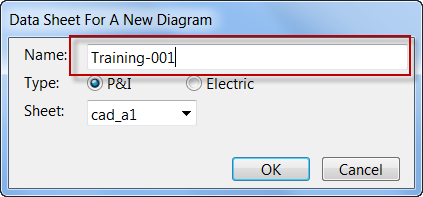 Data Sheet For A New Diagram
Name: Training-001
Type: P&I Electric
Sheet: cad_a1
OK Cancel